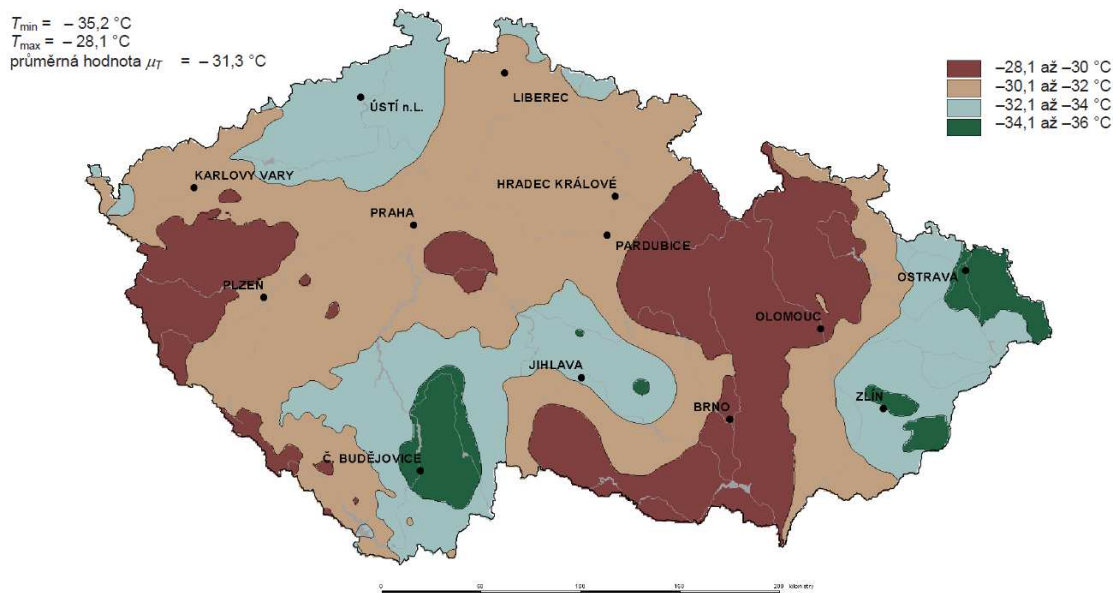 Tmin = – 35,2 °C
Tmax = – 28,1 °C
průměrná hodnota μT = – 31,3 °C
–28,1 až –30 °C
–30,1 až –32 °C
–32,1 až –34 °C
–34,1 až –36 °C
ÚSTÍ n.L.
LIBEREC
KARLOVY VARY
HRADEC KRÁLOVÉ
PRAHA
PARDUBICE
OSTRAVA
PLZEŇ
OLOMOUC
JIHLAVA
ZLÍN
BRNO
Č. BUDĚJOVICE
0 50 100 150 200 kilometry